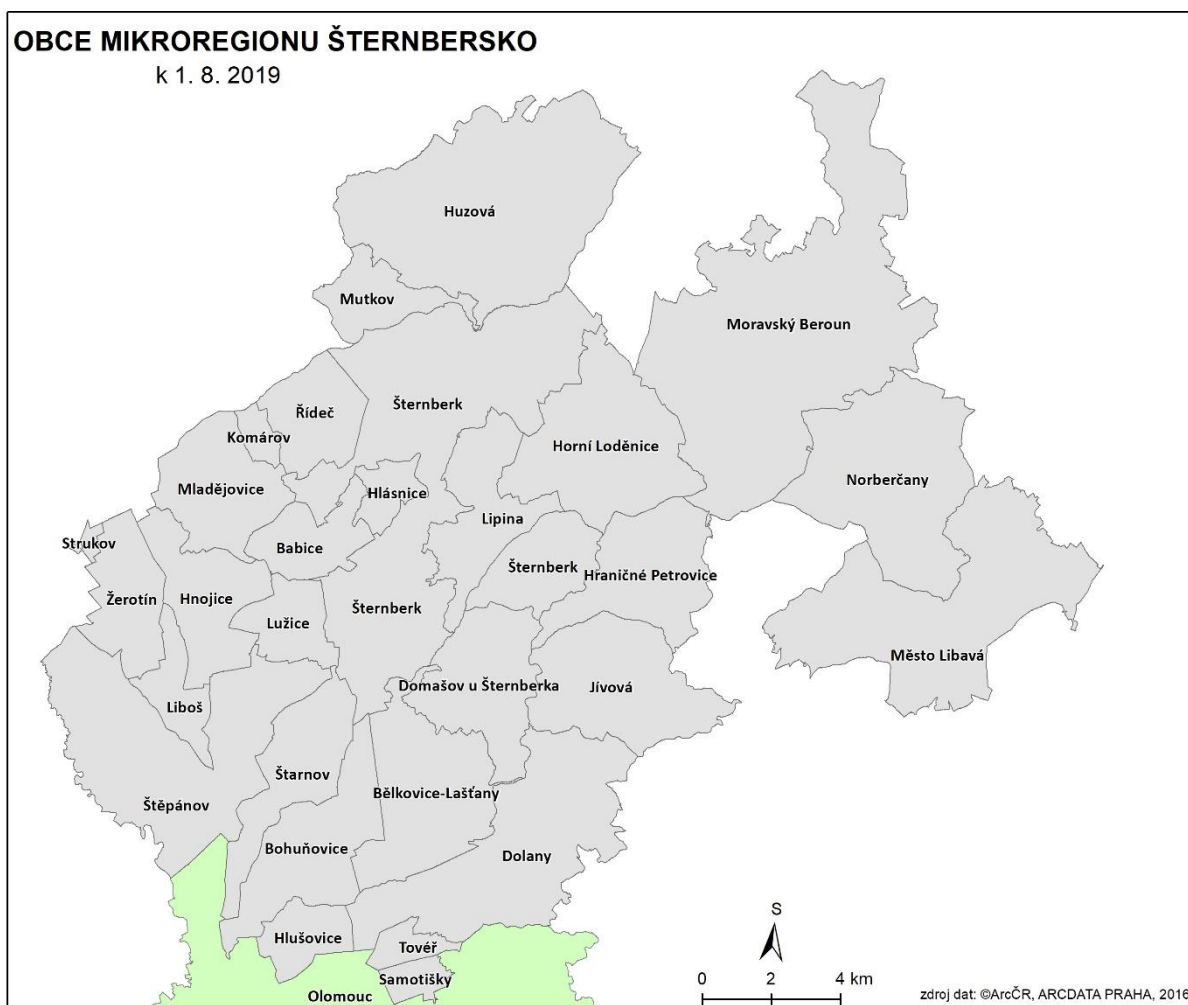 OBCE MIKROREGIONU ŠTERNBERSKO
k 1. 8. 2019
Huzová
Mutkov
Moravský Beroun
Řídeč
Šternberk
Komárov
Horní Loděnice
Mladějovice
Hlásnice
Norberčany
Lipina
Strukov
Babice
Šternberk
Hraničné Petrovice
Žerotín
Hnojice
Šternberk
Lužice
Město Libavá
Domašov u Šternberka
Jívová
Liboš
Štarnov
Bělkovice-Lašťany
Štěpánov
Bohuňovice
Dolany
Hlušovice
Tovéř
Samotišky
Olomouc
S
0 2 4 km
zdroj dat: ©ArcČR, ARCDATA PRAHA, 2016